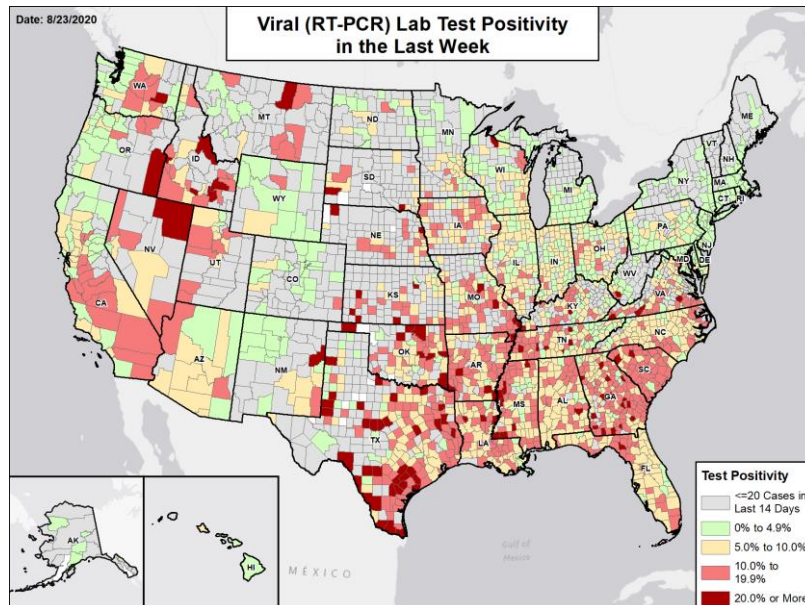 Date: 8/23/2020
Viral (RT-PCR) Lab Test Positivity
in the Last Week
WA
MT
ND
MN
ME
OR
ID
SD
WI
MI
VT
NH
NY
MA
CT
RI
WY
IA
PA
NJ
NV
NE
IL
IN
OH
MD
DE
UT
CO
WV
CA
KS
MO
KY
VA
AZ
NM
OK
AR
TN
NC
SC
TX
LA
MS
AL
GA
FL
AK
HI
MÉXICO
Gulf of
Mexico
Test Positivity
<=20 Cases in
Last 14 Days
0% to 4.9%
5.0% to 10.0%
10.0% to
19.9%
20.0% or More